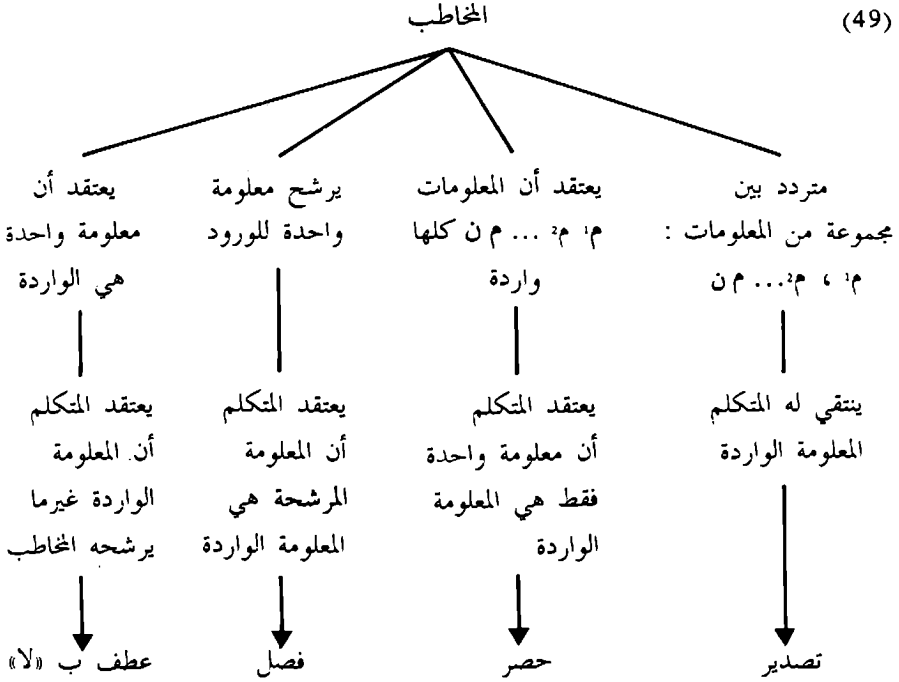 (49)
المخاطب
متردد بين
مجموعة من المعلومات :
م¹ ، م²... م ن
ينتقي له المتكلم
المعلومة الواردة
تصدير
يعتقد أن المعلومات
م¹ م² ... م ن كلها
واردة
يعتقد المتكلم
أن معلومة واحدة
فقط هي المعلومة
الواردة
حصر
يرشح معلومة
واحدة للورود
يعتقد المتكلم
أن المعلومة
المرشحة هي
المعلومة الواردة
فصل
يعتقد أن
معلومة واحدة
هي الواردة
يعتقد المتكلم
أن المعلومة
الواردة غيرما
يرشحه المخاطب
عطف ب «لا»